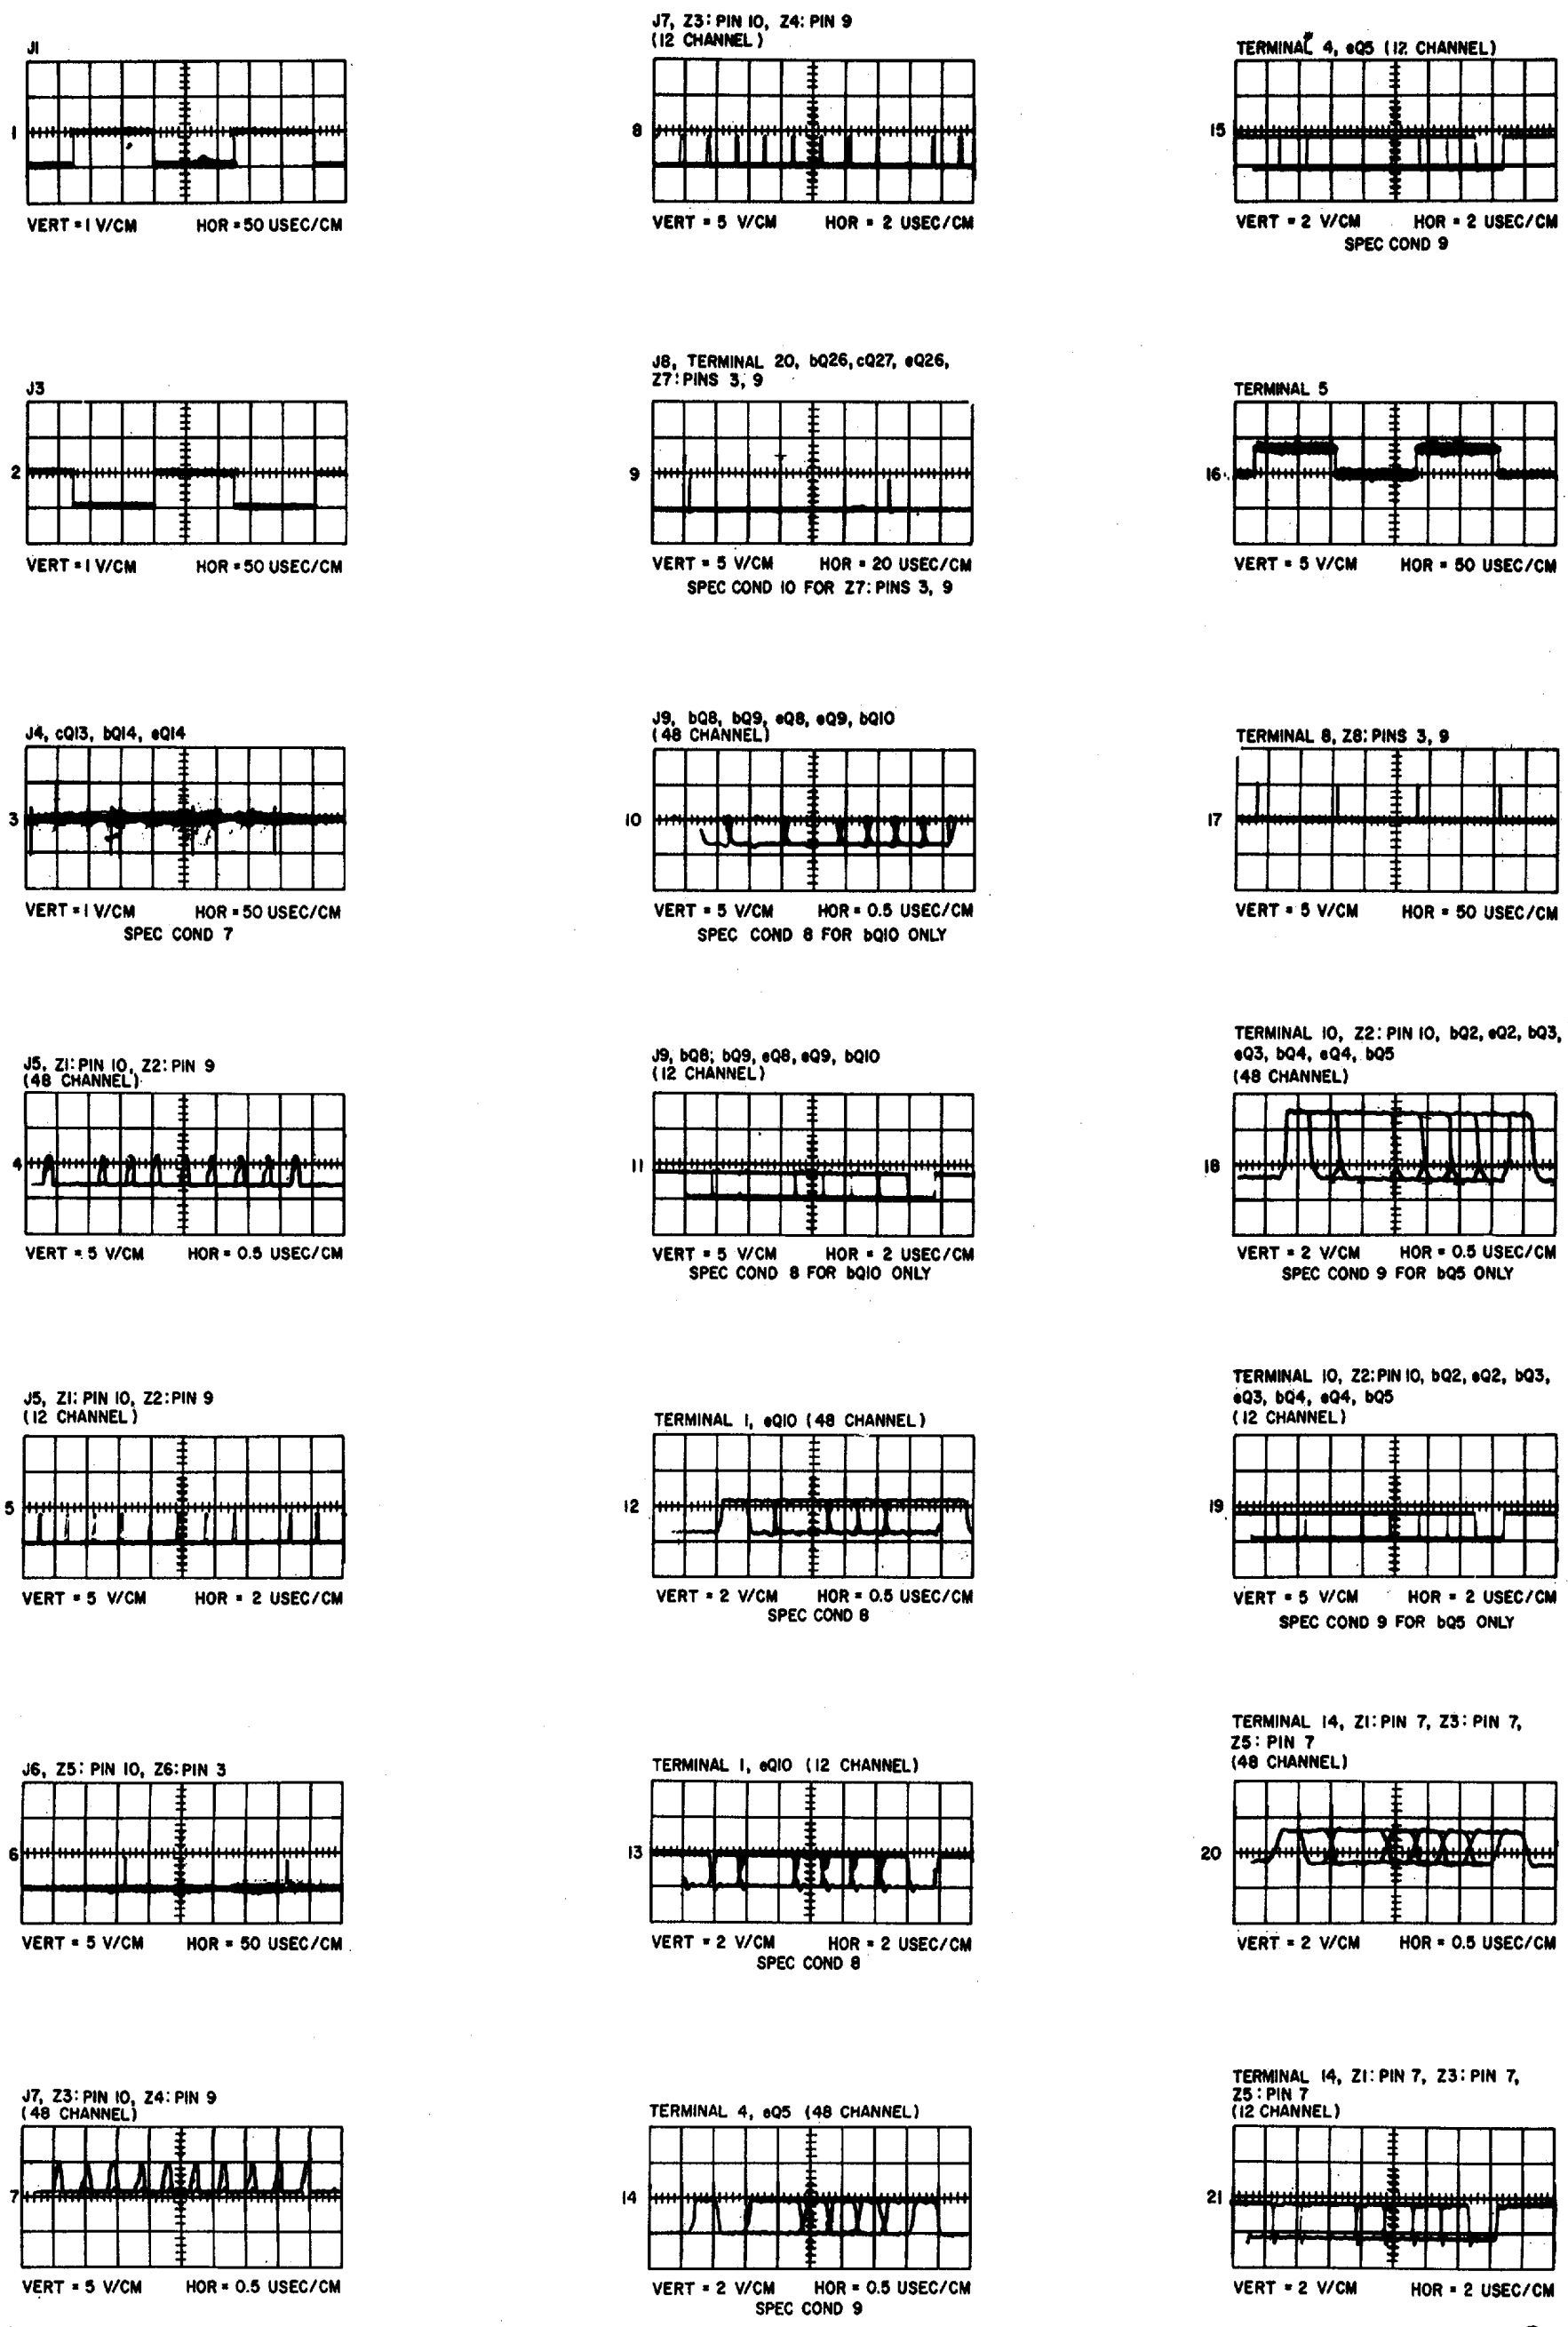 J1
1
VERT = 1 V/CM HOR = 50 USEC/CM
J3
2
VERT = 1 V/CM HOR = 50 USEC/CM
J4, cQ13, bQ14, eQ14
3
VERT = 1 V/CM HOR = 50 USEC/CM
SPEC COND 7
J5, Z1: PIN 10, Z2: PIN 9
(48 CHANNEL)
4
VERT = 5 V/CM HOR = 0.5 USEC/CM
J5, Z1: PIN 10, Z2: PIN 9
(12 CHANNEL)
5
VERT = 5 V/CM HOR = 2 USEC/CM
J6, Z5: PIN 10, Z6: PIN 3
6
VERT = 5 V/CM HOR = 50 USEC/CM
J7, Z3: PIN 10, Z4: PIN 9
(48 CHANNEL)
7
VERT = 5 V/CM HOR = 0.5 USEC/CM
J7, Z3: PIN 10, Z4: PIN 9
(12 CHANNEL)
8
VERT = 5 V/CM HOR = 2 USEC/CM
J8, TERMINAL 20, bQ26, cQ27, eQ26,
Z7: PINS 3, 9
9
VERT = 5 V/CM HOR = 20 USEC/CM
SPEC COND 10 FOR Z7: PINS 3, 9
J9, bQ8, bQ9, eQ8, eQ9, bQ10
(48 CHANNEL)
10
VERT = 5 V/CM HOR = 0.5 USEC/CM
SPEC COND 8 FOR bQ10 ONLY
J9, bQ8; bQ9, eQ8, eQ9, bQ10
(12 CHANNEL)
11
VERT = 5 V/CM HOR = 2 USEC/CM
SPEC COND 8 FOR bQ10 ONLY
TERMINAL 1, eQ10 (48 CHANNEL)
12
VERT = 2 V/CM HOR = 0.5 USEC/CM
SPEC COND 8
TERMINAL 1, eQ10 (12 CHANNEL)
13
VERT = 2 V/CM HOR = 2 USEC/CM
SPEC COND 8
TERMINAL 4, eQ5 (48 CHANNEL)
14
VERT = 2 V/CM HOR = 0.5 USEC/CM
SPEC COND 9
TERMINAL 4, eQ5 (12 CHANNEL)
15
VERT = 2 V/CM HOR = 2 USEC/CM
SPEC COND 9
TERMINAL 5
16
VERT = 5 V/CM HOR = 50 USEC/CM
TERMINAL 8, Z8: PINS 3, 9
17
VERT = 5 V/CM HOR = 50 USEC/CM
TERMINAL 10, Z2: PIN 10, bQ2, eQ2, bQ3,
eQ3, bQ4, eQ4, bQ5
(48 CHANNEL)
18
VERT = 2 V/CM HOR = 0.5 USEC/CM
SPEC COND 9 FOR bQ5 ONLY
TERMINAL 10, Z2: PIN 10, bQ2, eQ2, bQ3,
eQ3, bQ4, eQ4, bQ5
(12 CHANNEL)
19
VERT = 5 V/CM HOR = 2 USEC/CM
SPEC COND 9 FOR bQ5 ONLY
TERMINAL 14, Z1: PIN 7, Z3: PIN 7,
Z5: PIN 7
(48 CHANNEL)
20
VERT = 2 V/CM HOR = 0.5 USEC/CM
TERMINAL 14, Z1: PIN 7, Z3: PIN 7,
Z5: PIN 7
(12 CHANNEL)
21
VERT = 2 V/CM HOR = 2 USEC/CM